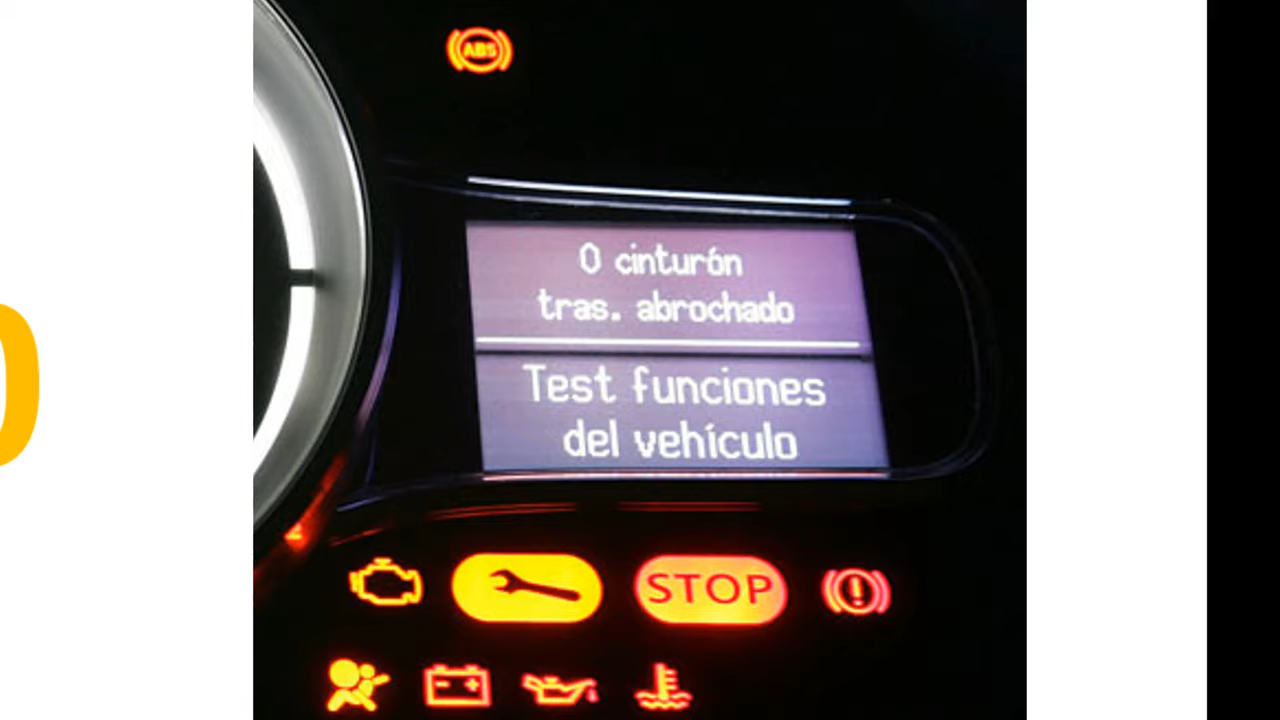 ABS
0 cinturón
tras. abrochado
Test funciones
del vehículo
STOP